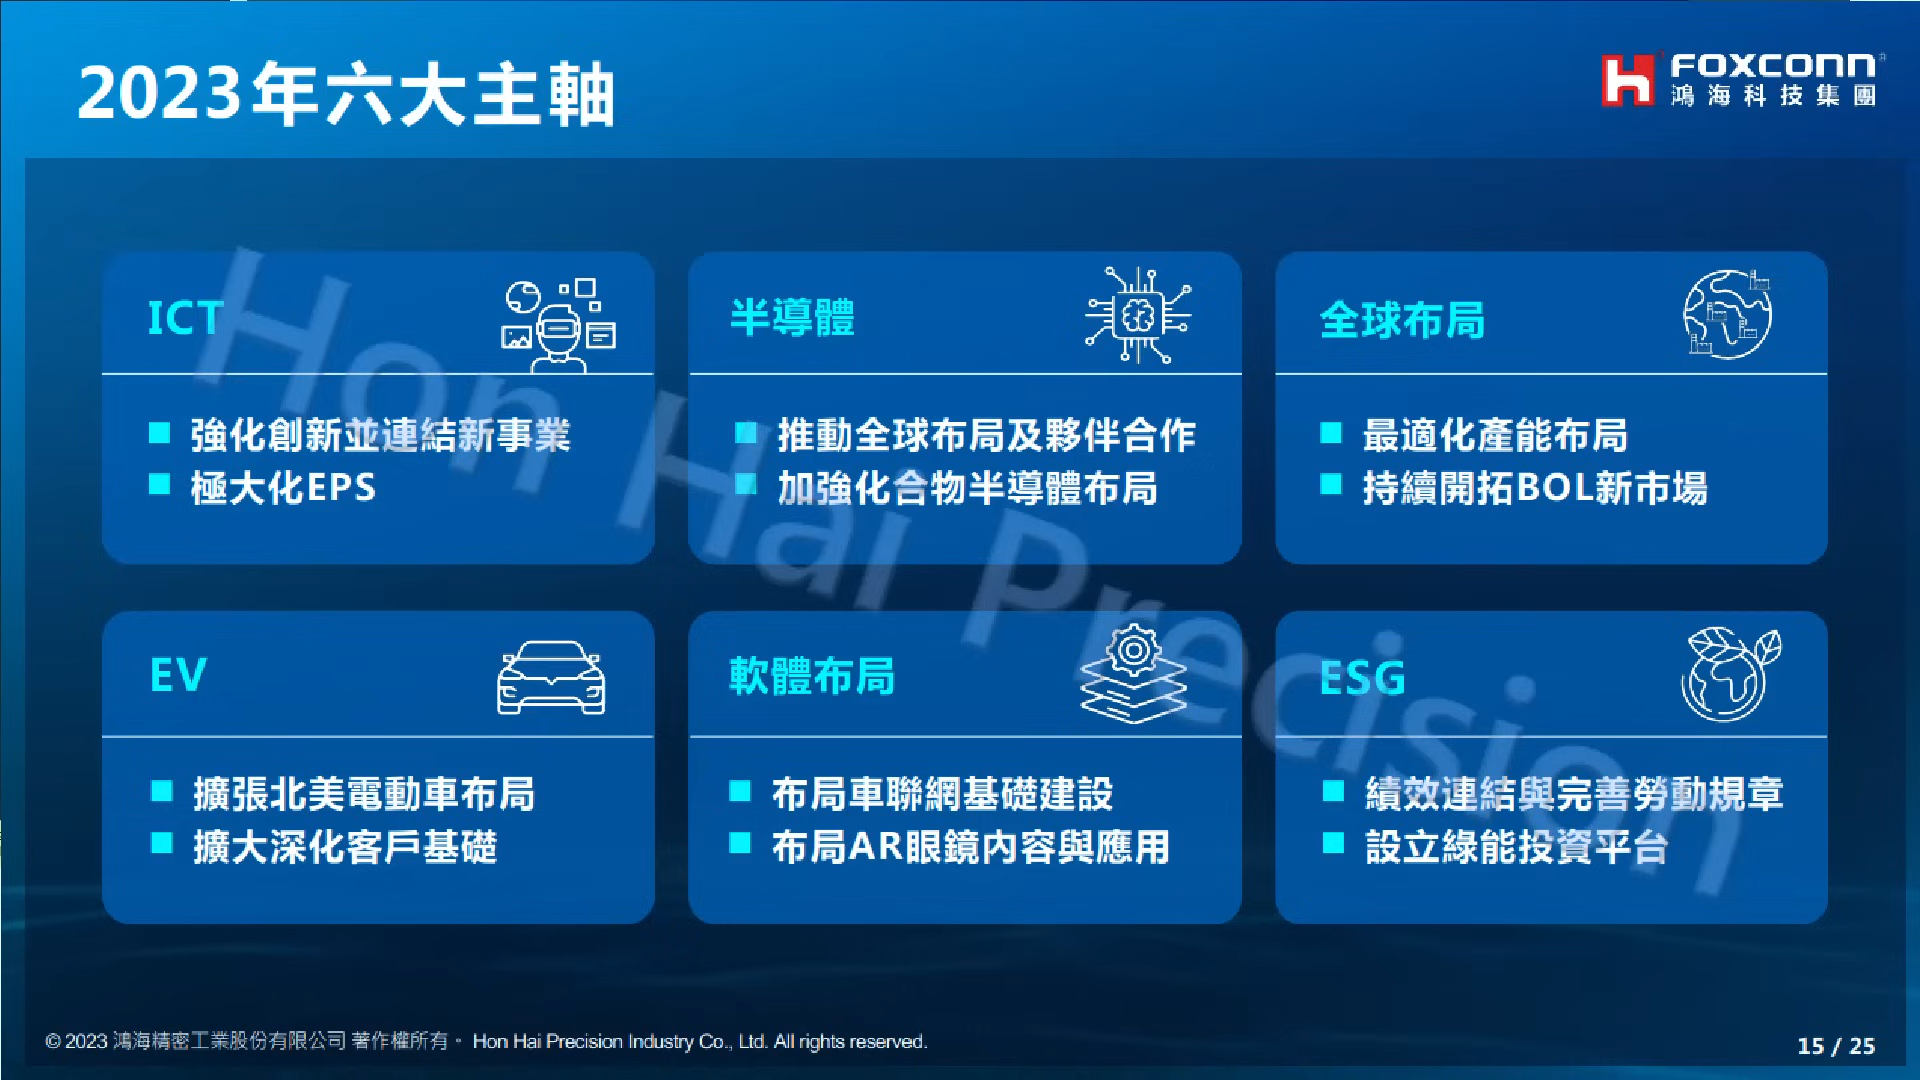 2023年六大主軸
FOXCONN
鴻海科技集團
ICT
強化創新並連結新事業
極大化EPS
半導體
推動全球布局及夥伴合作
加強化合物半導體布局
全球布局
最適化產能布局
持續開拓BOL新市場
EV
擴張北美電動車布局
擴大深化客戶基礎
軟體布局
布局車聯網基礎建設
布局AR眼鏡內容與應用
ESG
績效連結與完善勞動規章
設立綠能投資平台
Hon Hai Precision
© 2023 鴻海精密工業股份有限公司 著作權所有。 Hon Hai Precision Industry Co., Ltd. All rights reserved.
15 / 25